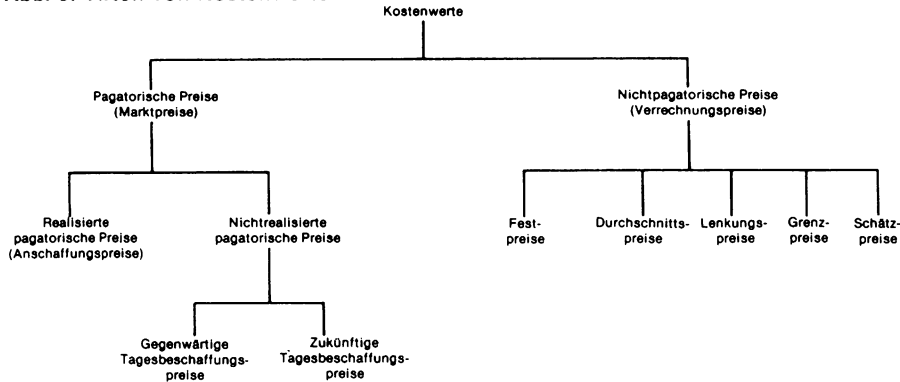 Kostenwerte
Pagatorische Preise
(Marktpreise)
Nichtpagatorische Preise
(Verrechnungspreise)
Realisierte
pagatorische Preise
(Anschaffungspreise)
Nichtrealisierte
pagatorische Preise
Fest-
preise
Durchschnitts-
preise
Lenkungs-
preise
Grenz-
preise
Schätz-
preise
Gegenwärtige
Tagesbeschaffungs-
preise
Zukünftige
Tagesbeschaffungs-
preise